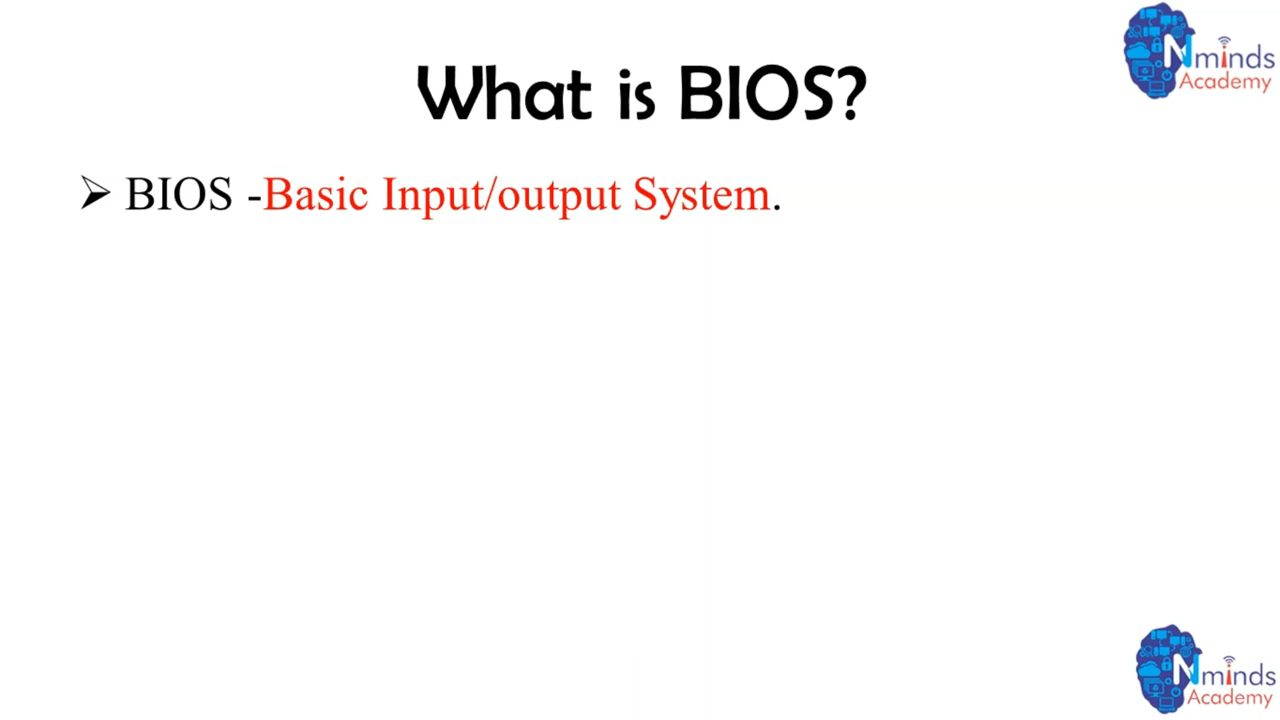 What is BIOS?
➢ BIOS -Basic Input/output System.
Nminds
Academy
Nminds
Academy